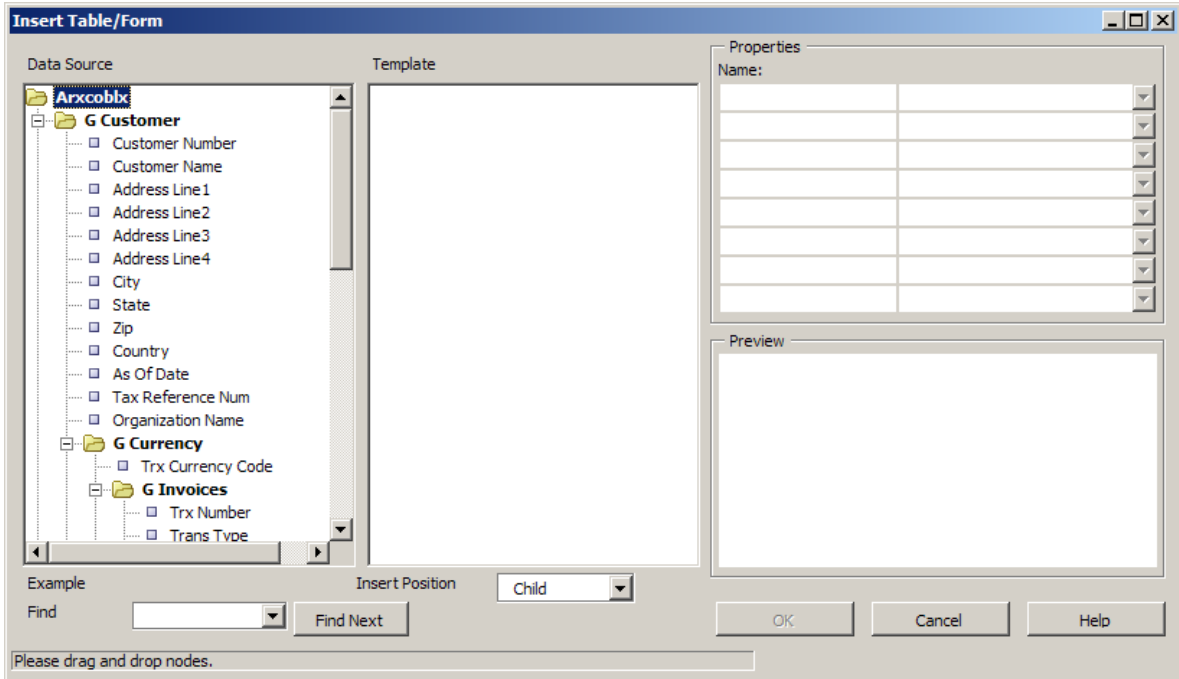 Insert Table/Form
Data Source
Template
Properties
Name:
Arxcoblx
G Customer
Customer Number
Customer Name
Address Line1
Address Line2
Address Line3
Address Line4
City
State
Zip
Country
As Of Date
Tax Reference Num
Organization Name
G Currency
Trx Currency Code
G Invoices
Trx Number
Trans Type
Preview
Example
Insert Position
Child
Find
Find Next
OK
Cancel
Help
Please drag and drop nodes.